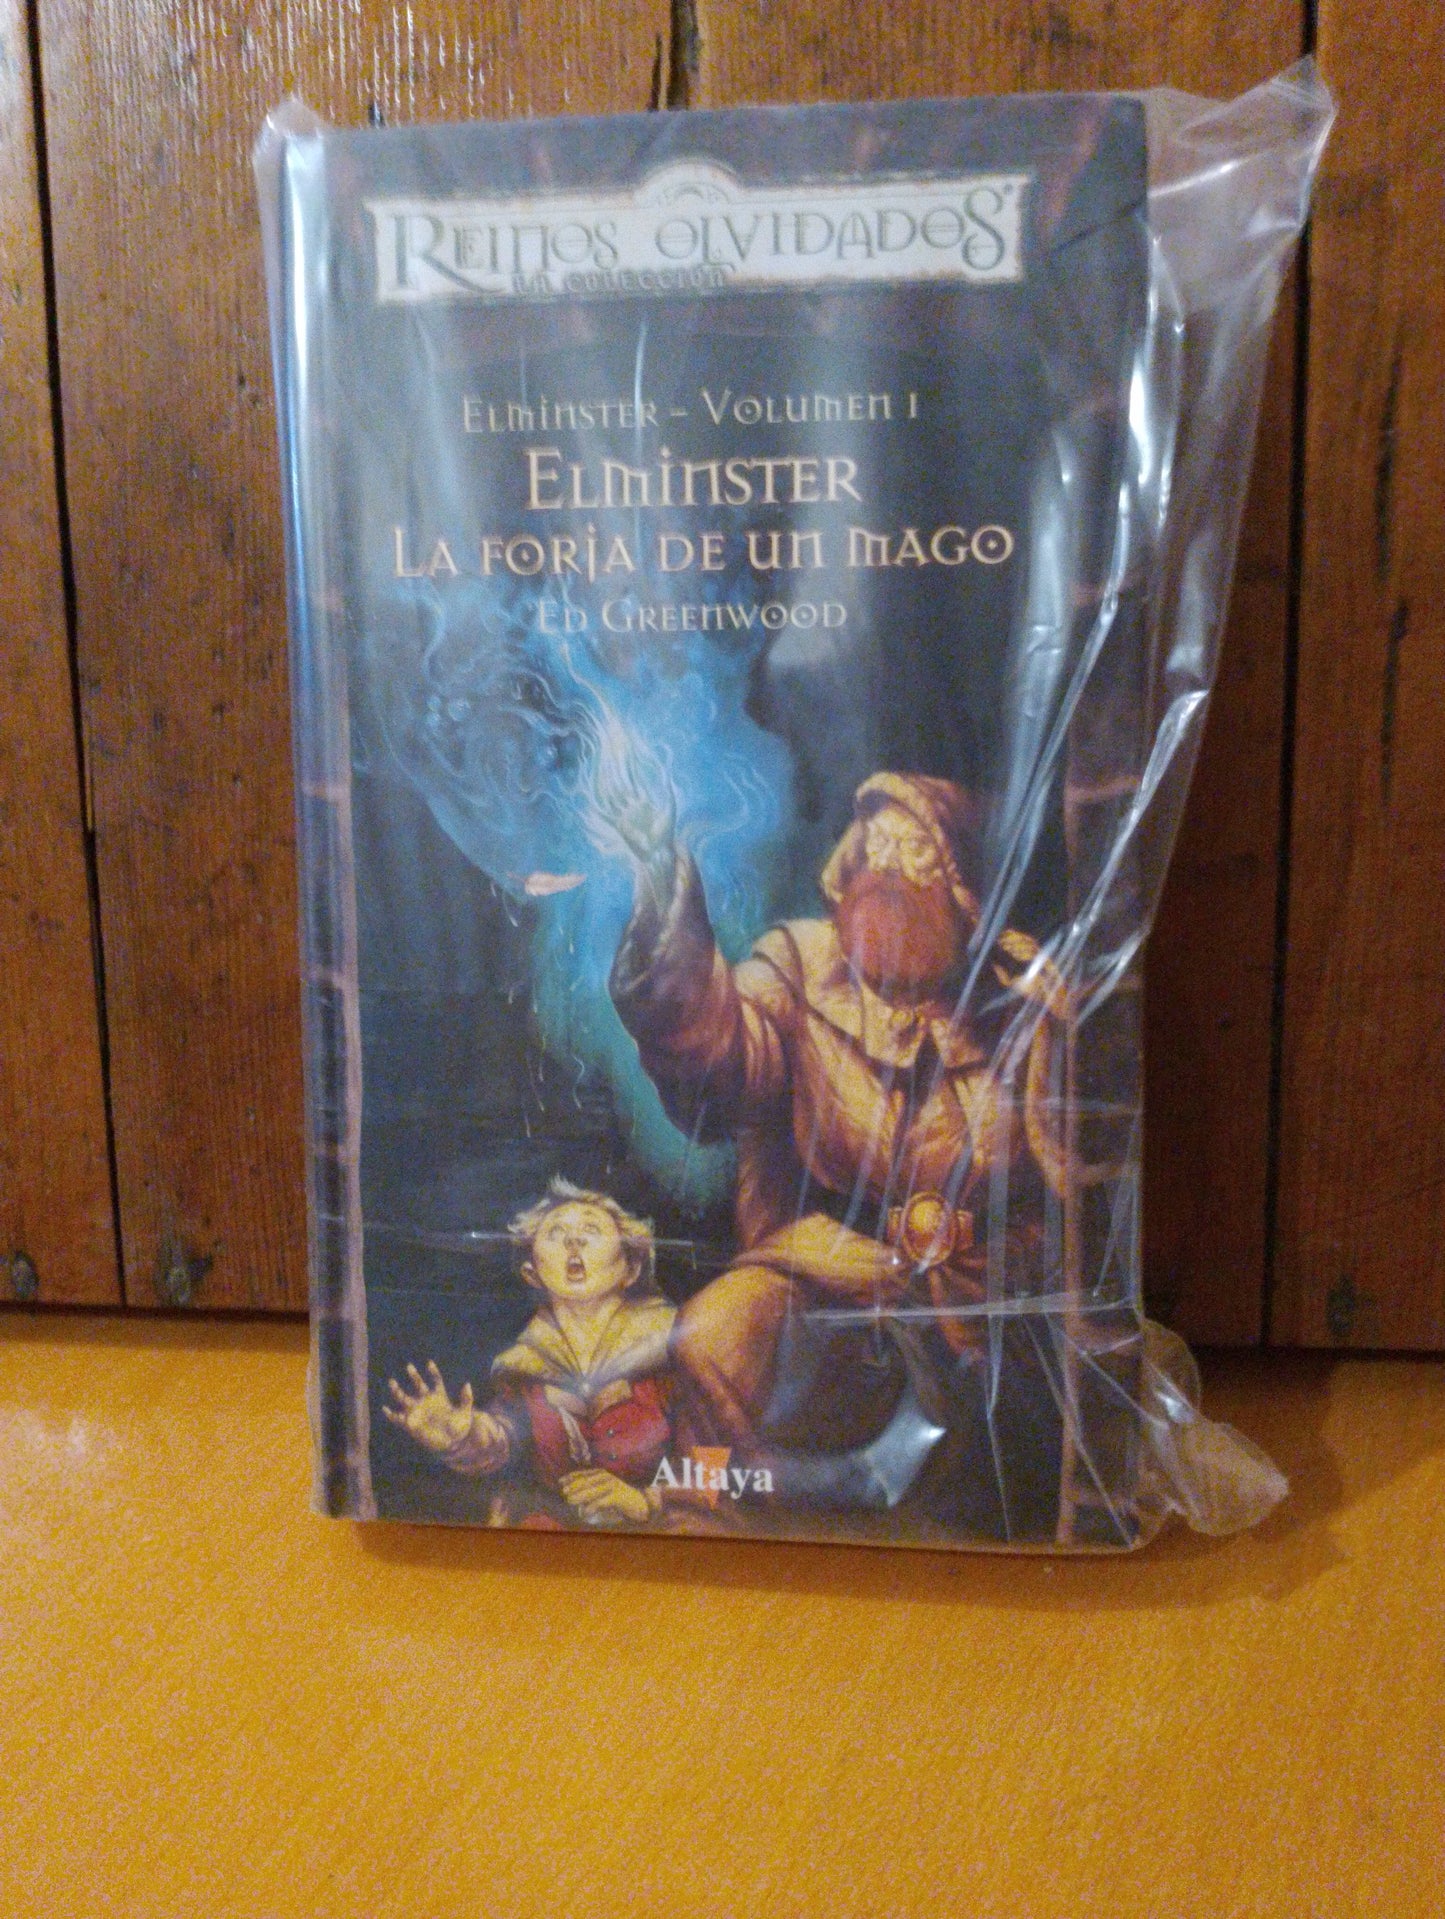 REINOS OLVIDADOS
LA COLECCIÓN
ELMINSTER - VOLUMEN I
ELMINSTER
LA FORJA DE UN MAGO
ED GREENWOOD
Altaya